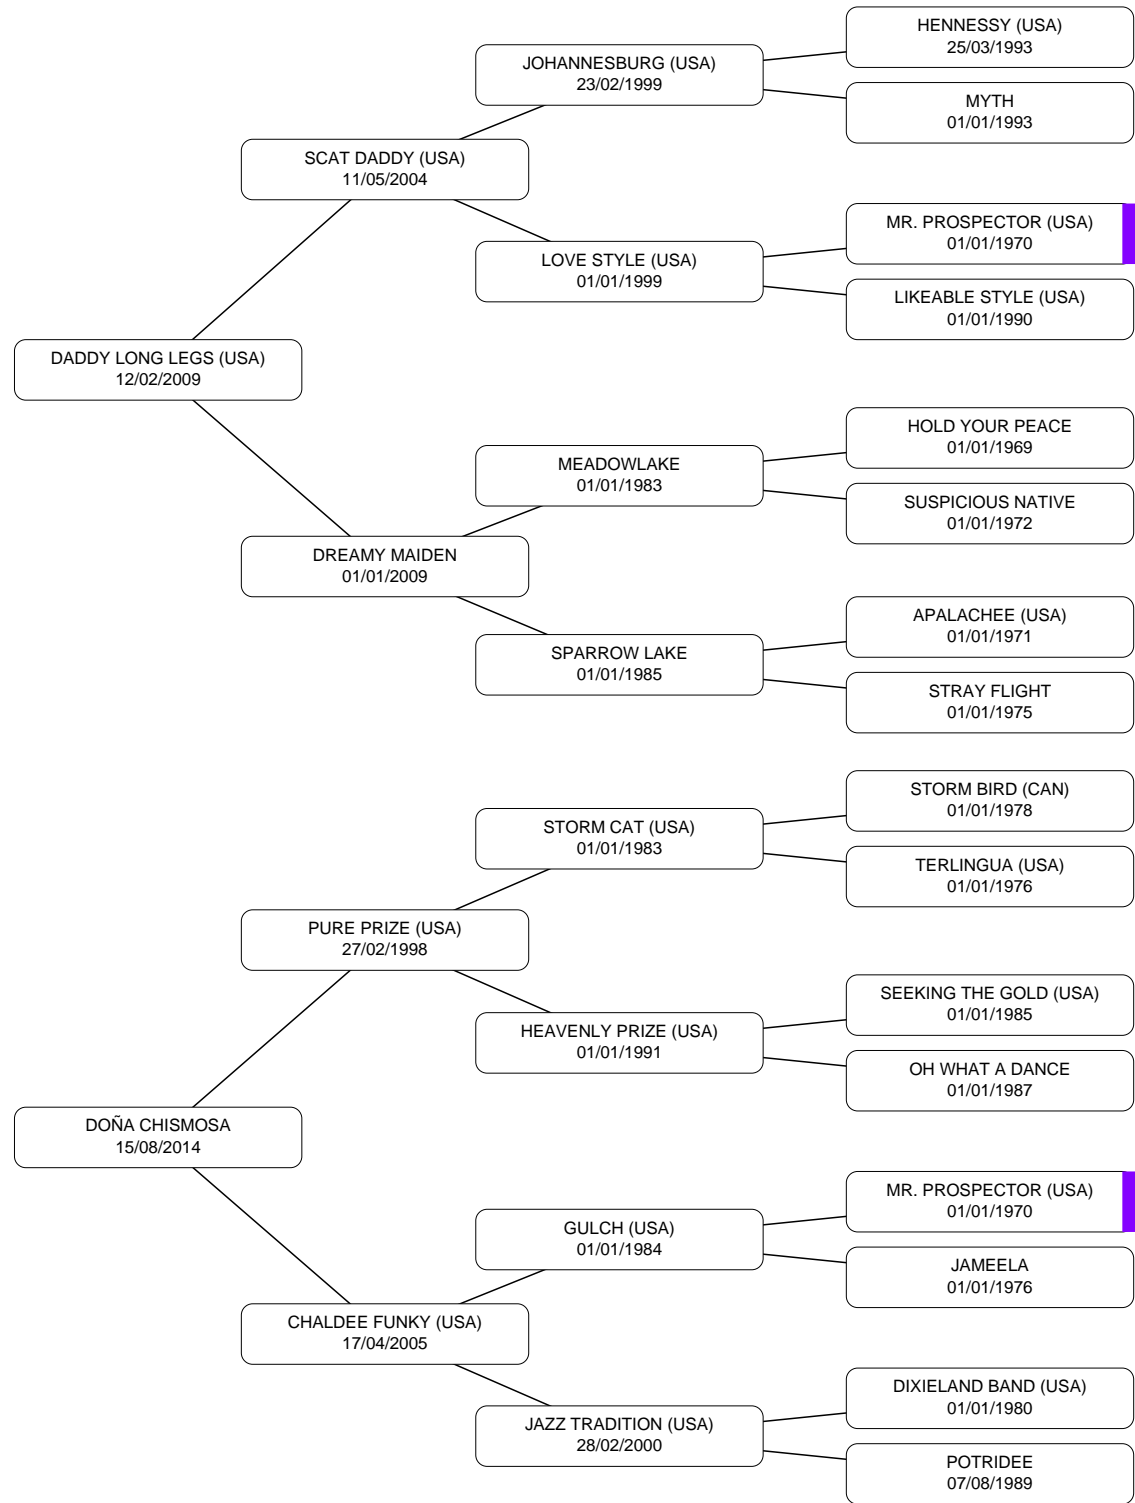 HENNESSY (USA)
25/03/1993
JOHANNESBURG (USA)
23/02/1999
MYTH
01/01/1993
SCAT DADDY (USA)
11/05/2004
MR. PROSPECTOR (USA)
01/01/1970
LOVE STYLE (USA)
01/01/1999
LIKEABLE STYLE (USA)
01/01/1990
DADDY LONG LEGS (USA)
12/02/2009
HOLD YOUR PEACE
01/01/1969
MEADOWLAKE
01/01/1983
SUSPICIOUS NATIVE
01/01/1972
DREAMY MAIDEN
01/01/2009
APALACHEE (USA)
01/01/1971
SPARROW LAKE
01/01/1985
STRAY FLIGHT
01/01/1975
STORM BIRD (CAN)
01/01/1978
STORM CAT (USA)
01/01/1983
TERLINGUA (USA)
01/01/1976
PURE PRIZE (USA)
27/02/1998
SEEKING THE GOLD (USA)
01/01/1985
HEAVENLY PRIZE (USA)
01/01/1991
OH WHAT A DANCE
01/01/1987
DOÑA CHISMOSA
15/08/2014
MR. PROSPECTOR (USA)
01/01/1970
GULCH (USA)
01/01/1984
JAMEELA
01/01/1976
CHALDEE FUNKY (USA)
17/04/2005
DIXIELAND BAND (USA)
01/01/1980
JAZZ TRADITION (USA)
28/02/2000
POTRIDEE
07/08/1989